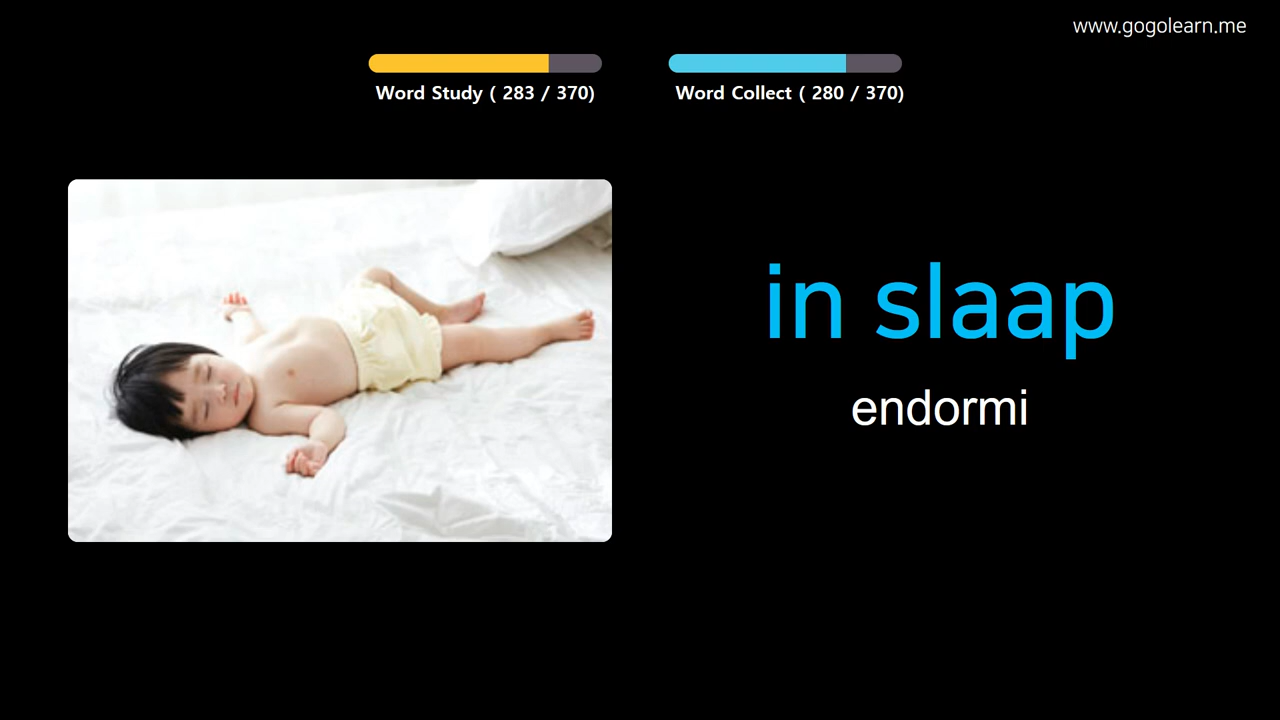 www.gogolearn.me
Word Study ( 283 / 370)
Word Collect ( 280 / 370)
in slaap
endormi